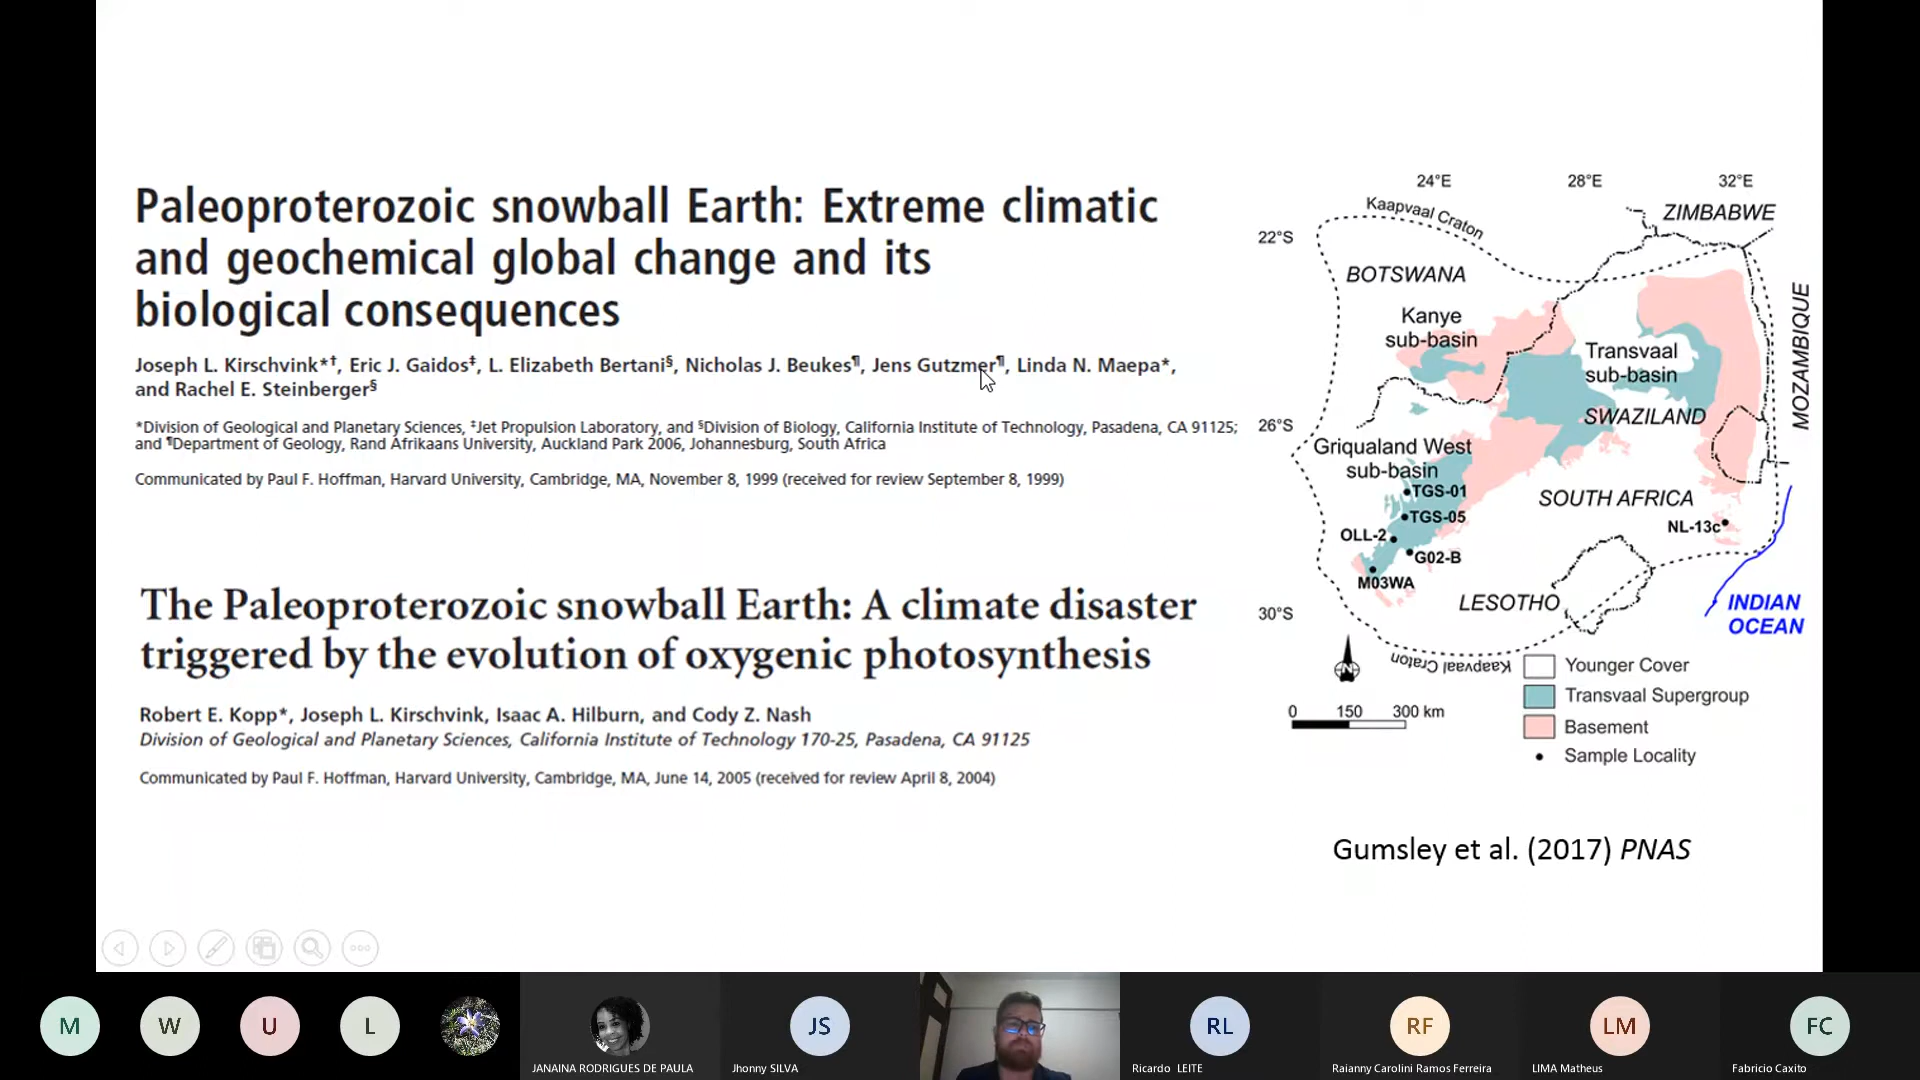 Paleoproterozoic snowball Earth: Extreme climatic
and geochemical global change and its
biological consequences
Joseph L. Kirschvink*†, Eric J. Gaidos‡, L. Elizabeth Bertani§, Nicholas J. Beukes¶, Jens Gutzmer¶, Linda N. Maepa*,
and Rachel E. Steinberger§
*Division of Geological and Planetary Sciences, ‡Jet Propulsion Laboratory, and §Division of Biology, California Institute of Technology, Pasadena, CA 91125;
and ¶Department of Geology, Rand Afrikaans University, Auckland Park 2006, Johannesburg, South Africa
Communicated by Paul F. Hoffman, Harvard University, Cambridge, MA, November 8, 1999 (received for review September 8, 1999)
The Paleoproterozoic snowball Earth: A climate disaster
triggered by the evolution of oxygenic photosynthesis
Robert E. Kopp*, Joseph L. Kirschvink, Isaac A. Hilburn, and Cody Z. Nash
Division of Geological and Planetary Sciences, California Institute of Technology 170-25, Pasadena, CA 91125
Communicated by Paul F. Hoffman, Harvard University, Cambridge, MA, June 14, 2005 (received for review April 8, 2004)
24°E 28°E 32°E
Kaapvaal Craton
ZIMBABWE
22°S
BOTSWANA
MOZAMBIQUE
Kanye
sub-basin
Transvaal
sub-basin
SWAZILAND
26°S
Griqualand West
sub-basin
TGS-01
SOUTH AFRICA
TGS-05
NL-13c
OLL-2
G02-B
M03WA
LESOTHO
INDIAN
OCEAN
30°S
Kaapvaal Craton
N
Younger Cover
Transvaal Supergroup
0 150 300 km
Basement
Sample Locality
Gumsley et al. (2017) PNAS
M
W
U
L
JANAINA RODRIGUES DE PAULA
JS
Jhonny SILVA
RL
Ricardo LEITE
RF
Raianny Carolini Ramos Ferreira
LM
LIMA Matheus
FC
Fabricio Caxito